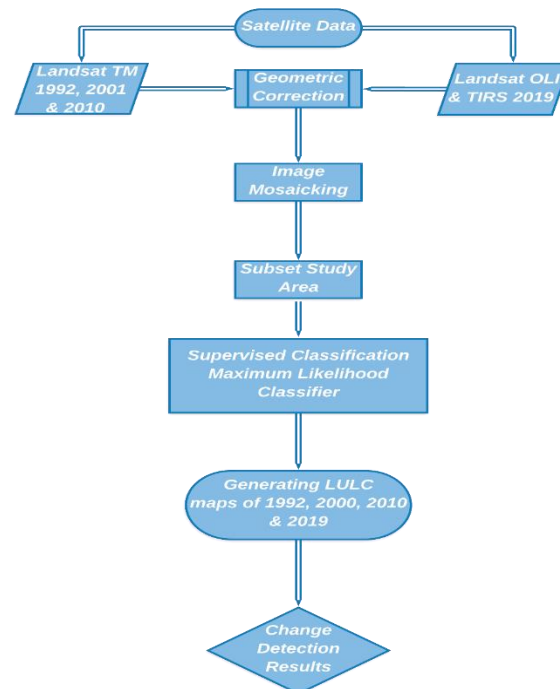 Satellite Data
Landsat TM
1992, 2001
& 2010
Geometric
Correction
Landsat OLI
& TIRS 2019
Image
Mosaicking
Subset Study
Area
Supervised Classification
Maximum Likelihood
Classifier
Generating LULC
maps of 1992, 2000, 2010
& 2019
Change
Detection
Results